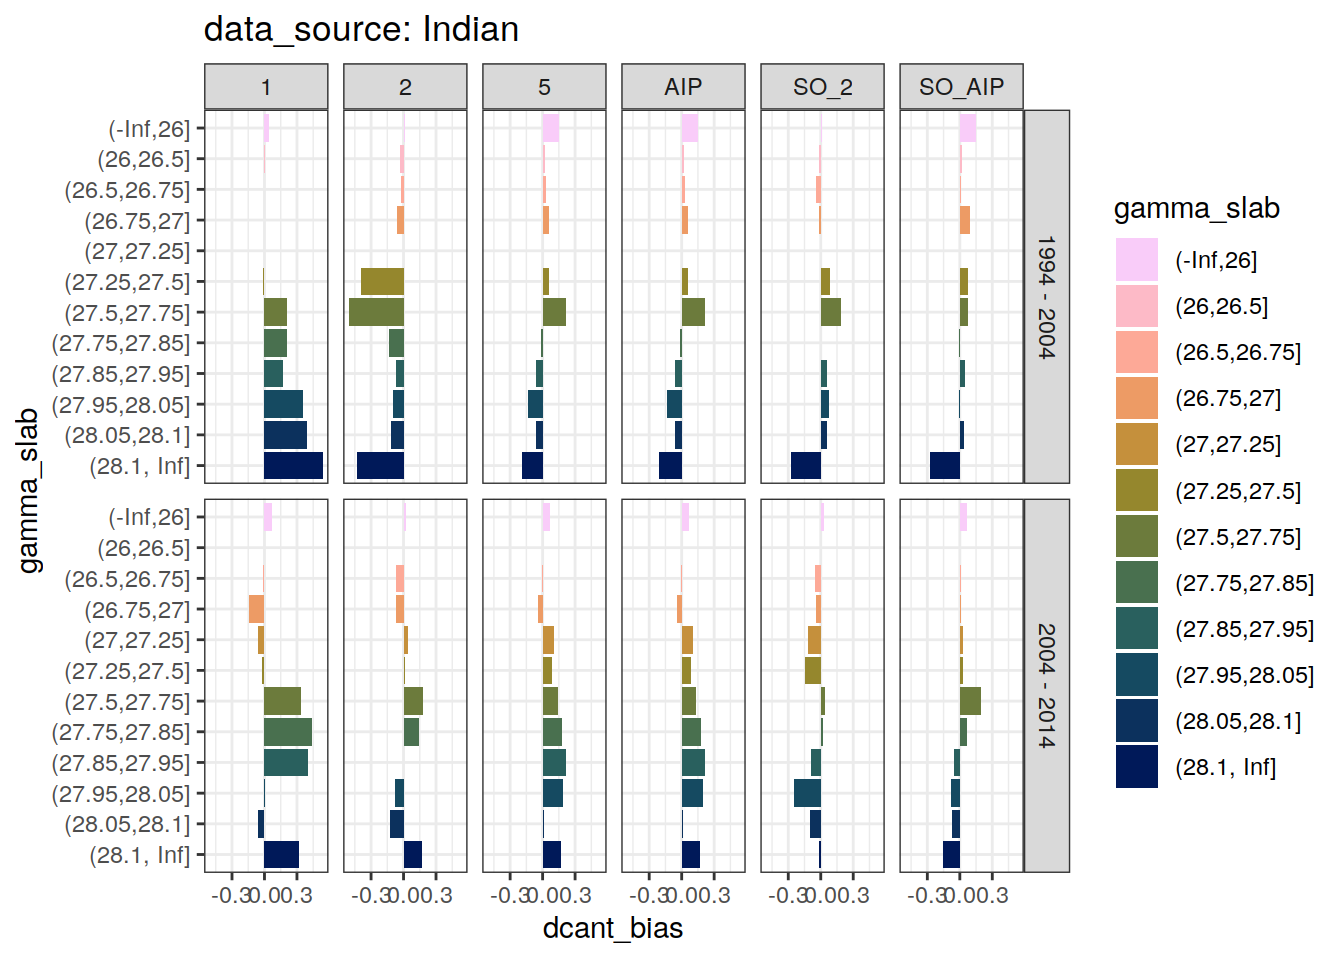 data_source: Indian
1 2 5 AIP SO_2 SO_AIP
(-Inf,26]
(26,26.5]
(26.5,26.75]
(26.75,27]
(27,27.25]
(27.25,27.5]
(27.5,27.75]
(27.75,27.85]
(27.85,27.95]
(27.95,28.05]
(28.05,28.1]
(28.1, Inf]
1994 - 2004
(-Inf,26]
(26,26.5]
(26.5,26.75]
(26.75,27]
(27,27.25]
(27.25,27.5]
(27.5,27.75]
(27.75,27.85]
(27.85,27.95]
(27.95,28.05]
(28.05,28.1]
(28.1, Inf]
2004 - 2014
gamma_slab
-0.3 0.0 0.3 -0.3 0.0 0.3 -0.3 0.0 0.3 -0.3 0.0 0.3 -0.3 0.0 0.3 -0.3 0.0 0.3
dcant_bias
gamma_slab
(-Inf,26]
(26,26.5]
(26.5,26.75]
(26.75,27]
(27,27.25]
(27.25,27.5]
(27.5,27.75]
(27.75,27.85]
(27.85,27.95]
(27.95,28.05]
(28.05,28.1]
(28.1, Inf]